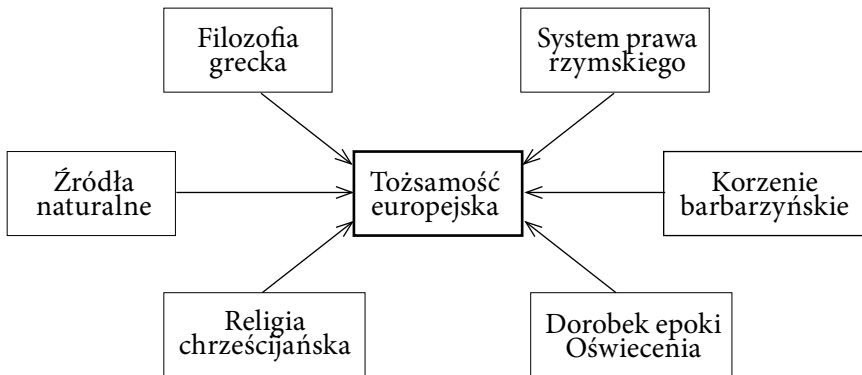 Filozofia
grecka
System prawa
rzymskiego
Źródła
naturalne
Tożsamość
europejska
Korzenie
barbarzyńskie
Religia
chrześcijańska
Dorobek epoki
Oświecenia